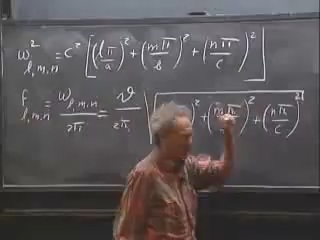 ω²_{l,m,n} = c² [(lπ/a)² + (mπ/b)² + (nπ/c)²]
f_{l,m,n} = ω_{l,m,n}/2π = v/2π √( )² + (mπ/ )² + (nπ/c)²